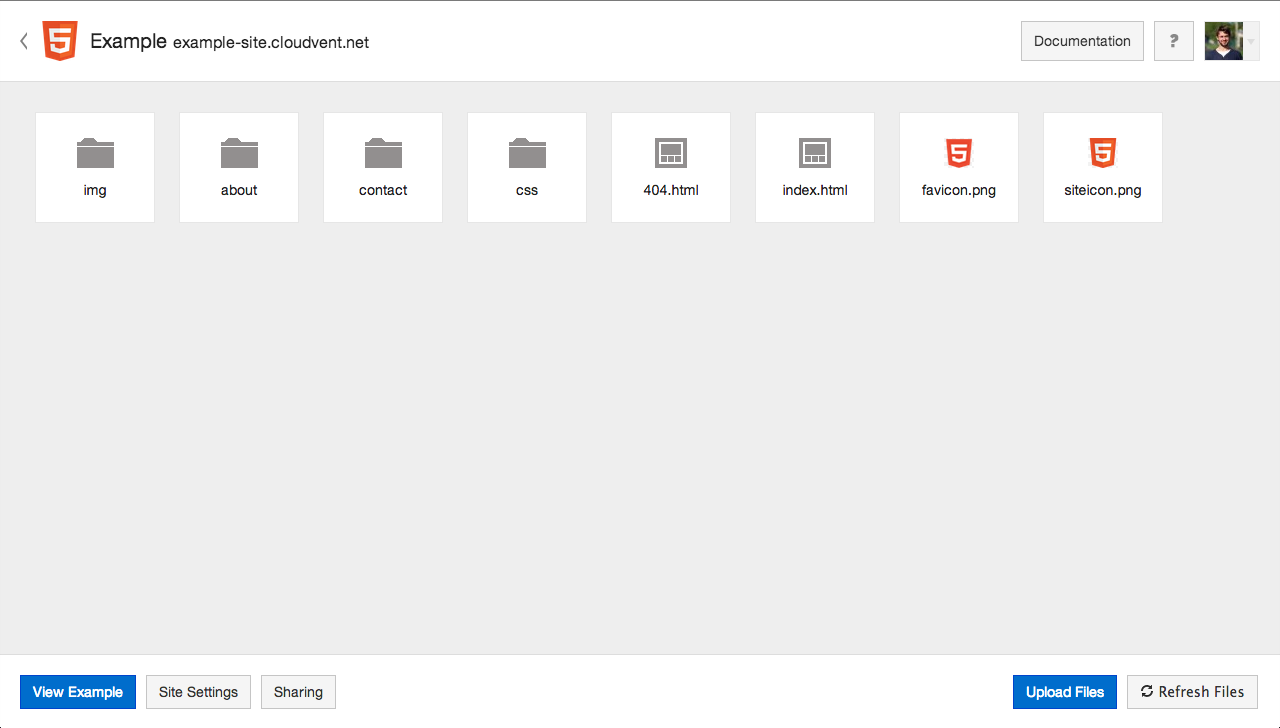 Example example-site.cloudvent.net
Documentation ?
img about contact css 404.html index.html favicon.png siteicon.png
View Example Site Settings Sharing Upload Files Refresh Files